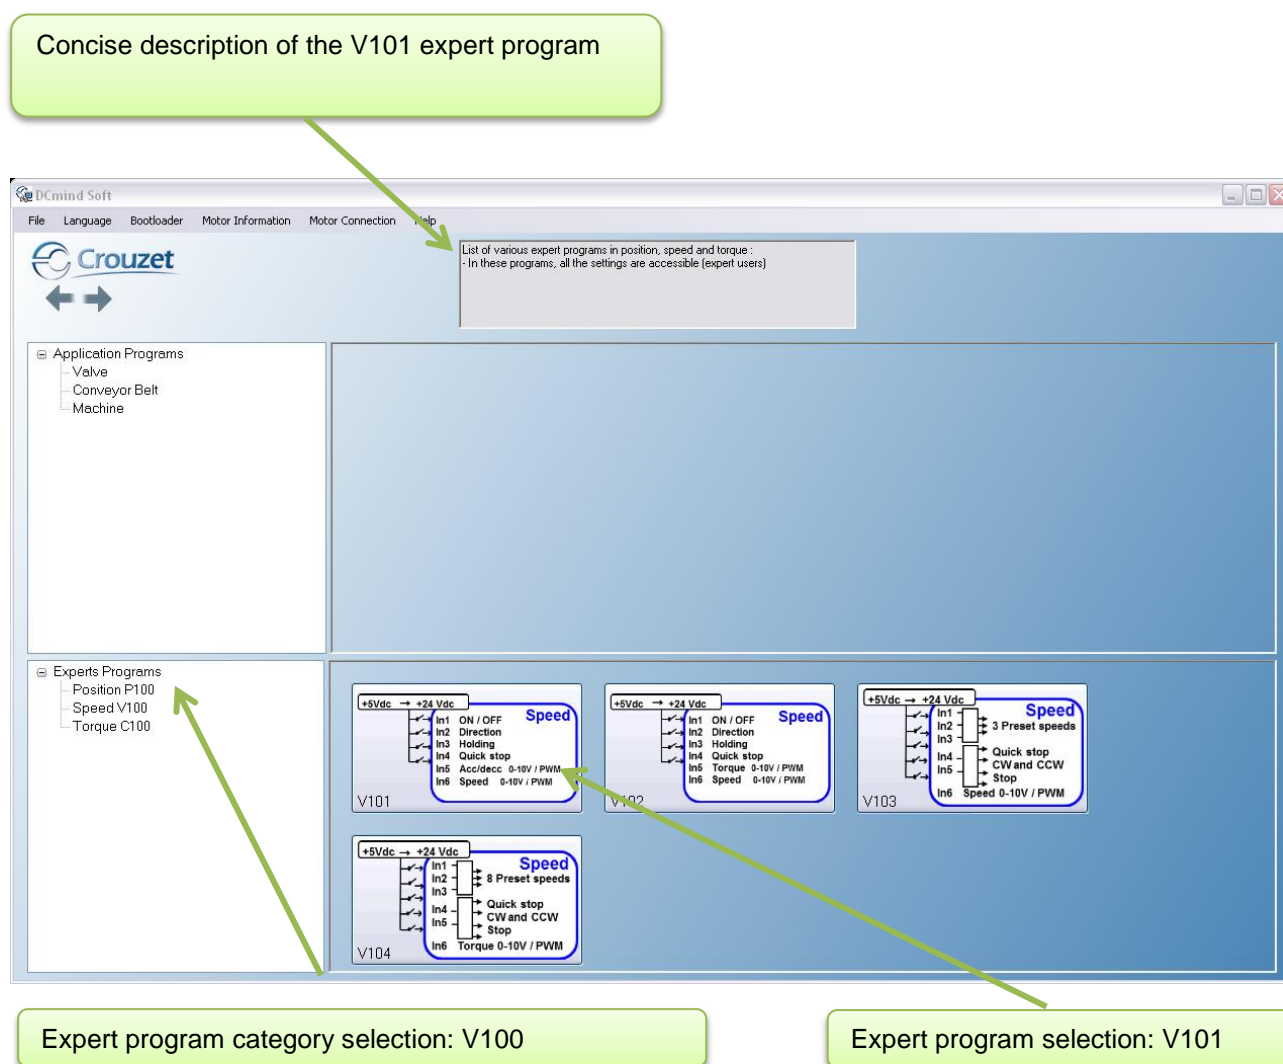 Concise description of the V101 expert program
DCmind Soft
File Language Bootloader Motor Information Motor Connection Help
Crouzet
List of various expert programs in position, speed and torque :
- In these programs, all the settings are accessible (expert users)
Application Programs
Valve
Conveyor Belt
Machine
Experts Programs
Position P100
Speed V100
Torque C100
+5Vdc → +24 Vdc
Speed
In1 ON / OFF
In2 Direction
In3 Holding
In4 Quick stop
In5 Acc/decc 0-10V / PWM
In6 Speed 0-10V / PWM
V101
+5Vdc → +24 Vdc
Speed
In1 ON / OFF
In2 Direction
In3 Holding
In4 Quick stop
In5 Torque 0-10V / PWM
In6 Speed 0-10V / PWM
V102
+5Vdc → +24 Vdc
Speed
In1
In2 3 Preset speeds
In3
Quick stop
In4 CW and CCW
In5 Stop
In6 Speed 0-10V / PWM
V103
+5Vdc → +24 Vdc
Speed
In1
In2 8 Preset speeds
In3
Quick stop
In4 CW and CCW
In5 Stop
In6 Torque 0-10V / PWM
V104
Expert program category selection: V100
Expert program selection: V101